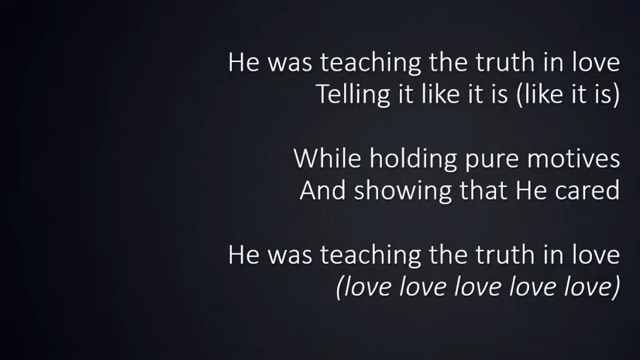 He was teaching the truth in love
Telling it like it is (like it is)
While holding pure motives
And showing that He cared
He was teaching the truth in love
(love love love love love)